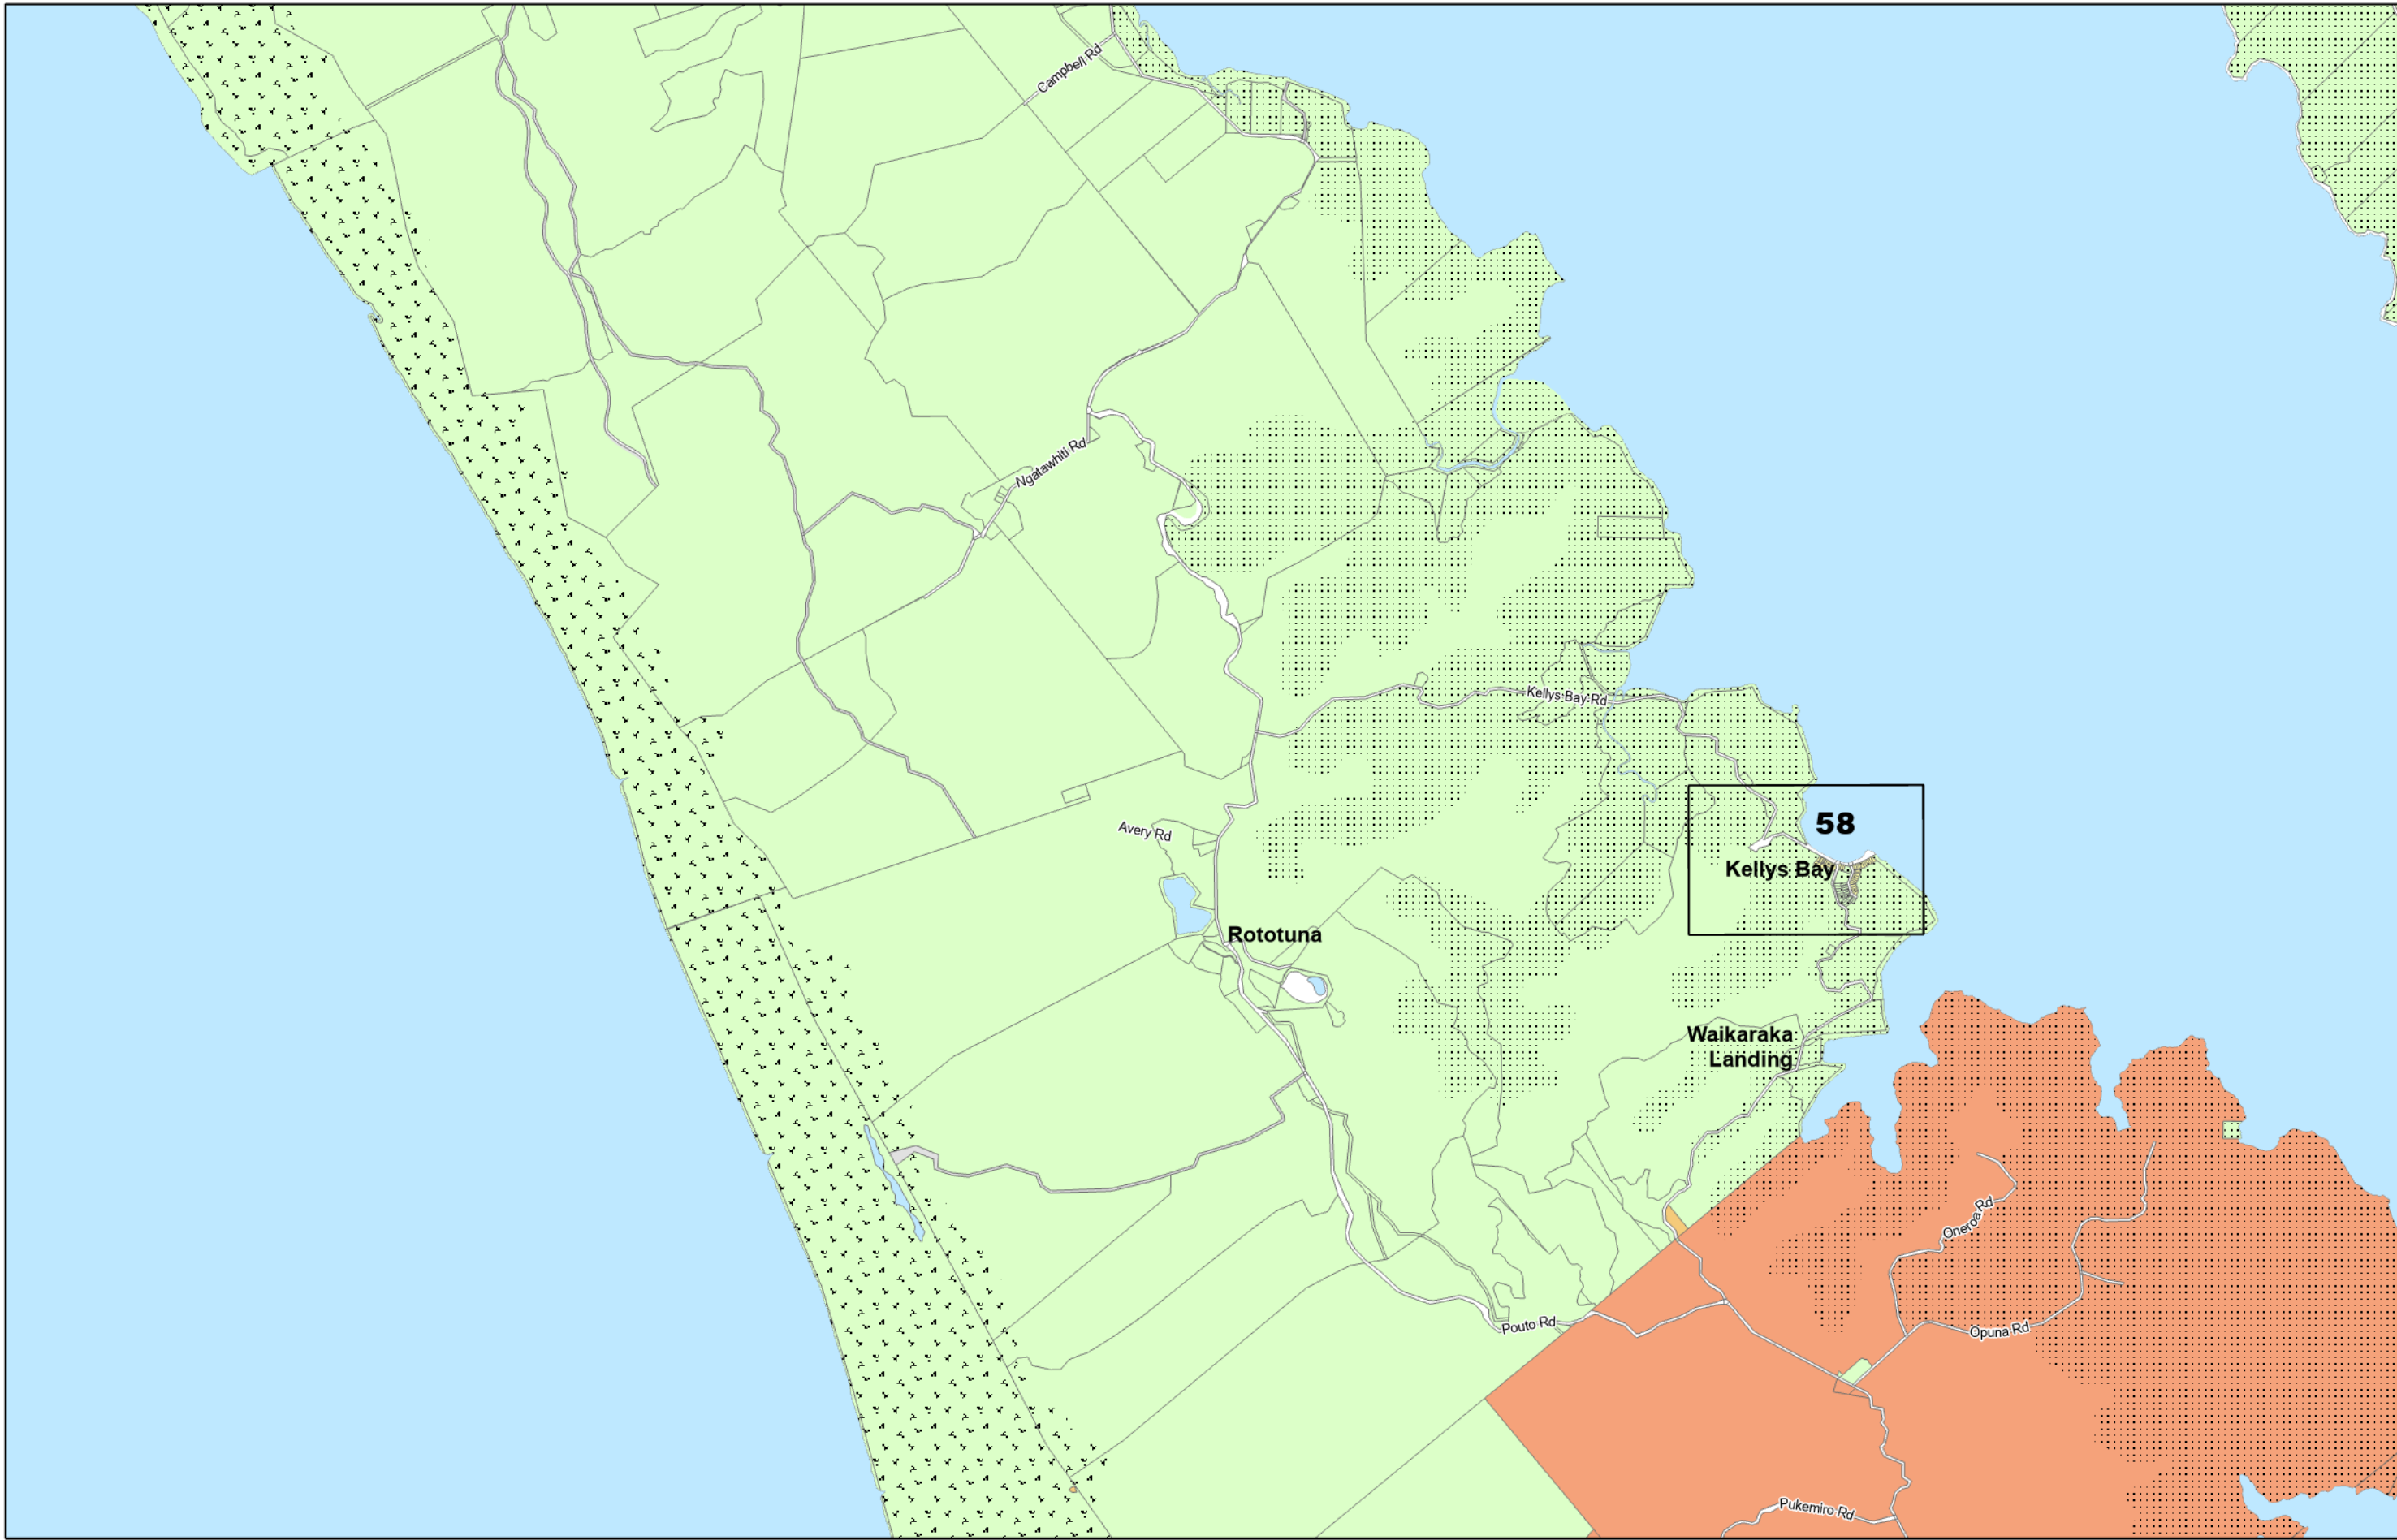 Campbell Rd
Ngatawhiti Rd
Kellys Bay Rd
58
Avery Rd
Kellys Bay
Rototuna
Waikaraka
Landing
Oneroa Rd
Pouto Rd
Opuna Rd
Pukemiro Rd